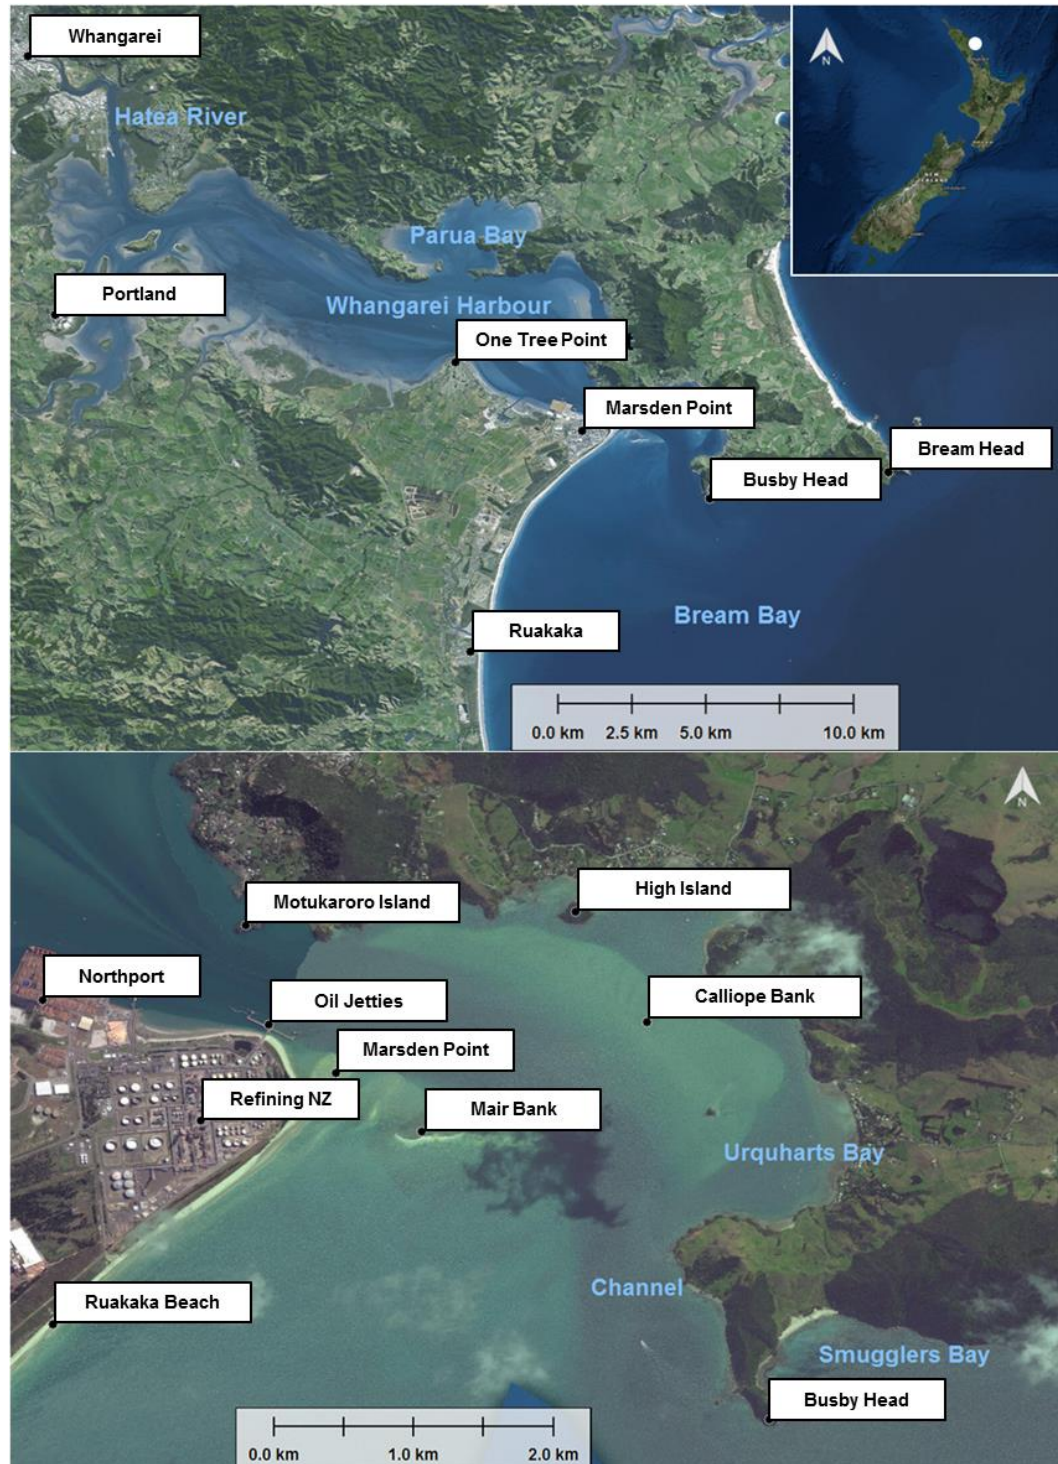 Whangarei
N
Hatea River
NEW
ZEALAND
Parua Bay
Portland
Whangarei Harbour
One Tree Point
Marsden Point
Bream Head
Busby Head
Bream Bay
Ruakaka
0.0 km 2.5 km 5.0 km 10.0 km
N
High Island
Motukaroro Island
Northport
Calliope Bank
Oil Jetties
Marsden Point
Refining NZ
Mair Bank
Urquharts Bay
Channel
Ruakaka Beach
Smugglers Bay
Busby Head
0.0 km 1.0 km 2.0 km